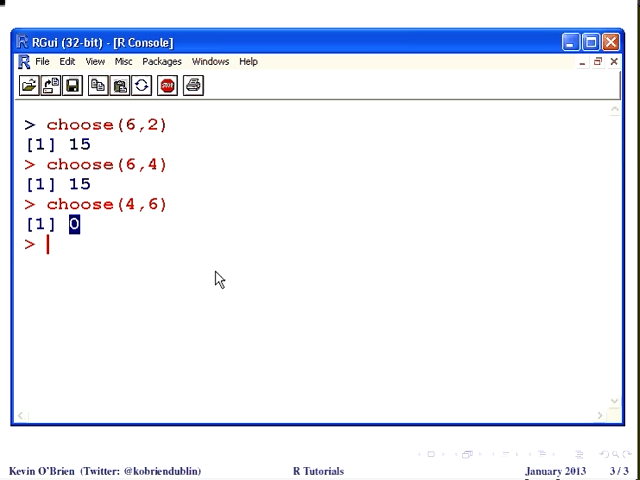 RGui (32-bit) - [R Console]
File Edit View Misc Packages Windows Help
STOP
> choose(6,2)
[1] 15
> choose(6,4)
[1] 15
> choose(4,6)
[1] 0
>
Kevin O'Brien (Twitter: @kobriendublin) R Tutorials January 2013 3 / 3